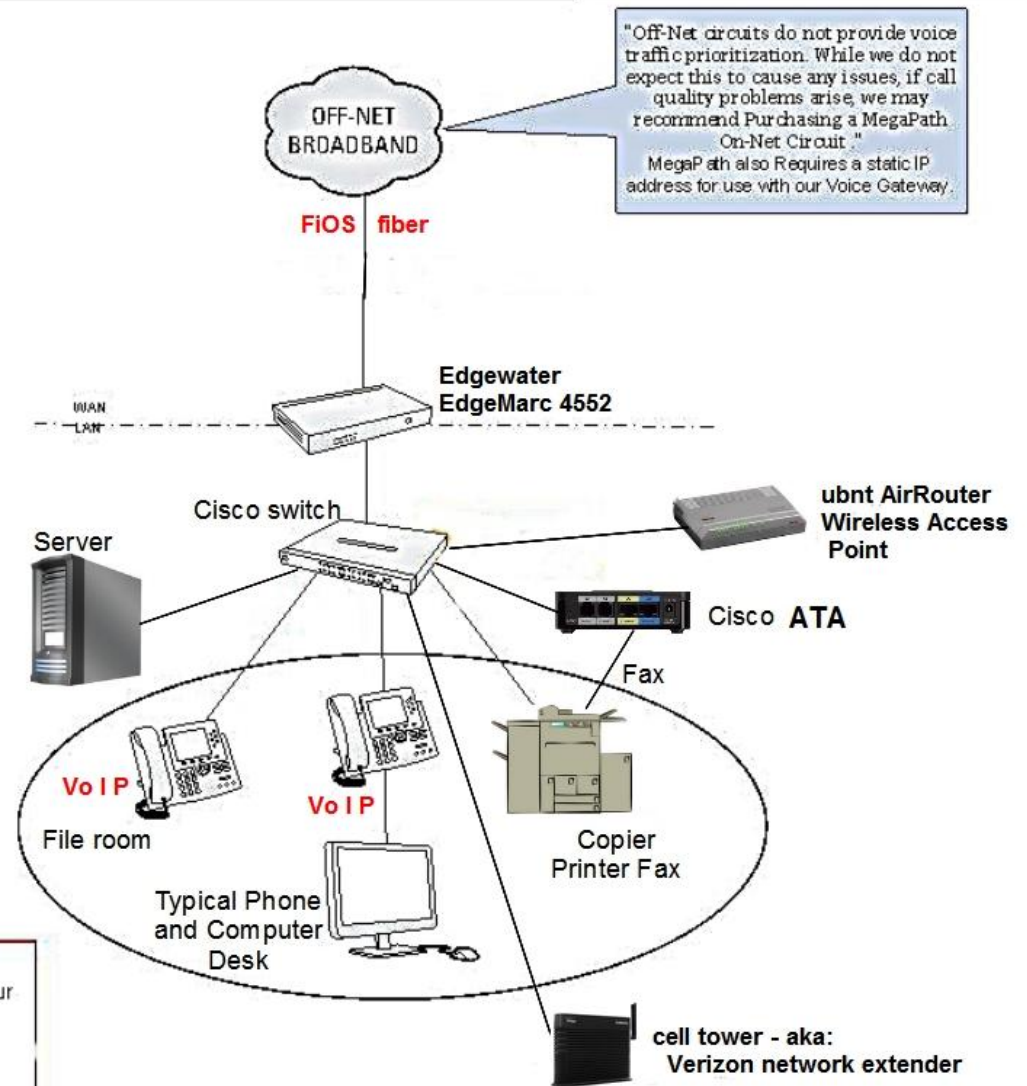 "Off-Net circuits do not provide voice
traffic prioritization. While we do not
expect this to cause any issues, if call
quality problems arise, we may
recommend Purchasing a MegaPath
On-Net Circuit ."
MegaPath also Requires a static IP
address for use with our Voice Gateway.
OFF-NET
BROADBAND
FiOS fiber
Edgewater
EdgeMarc 4552
WAN
LAN
Cisco switch
ubnt AirRouter
Wireless Access
Point
Server
Cisco ATA
Fax
Vo I P
Vo I P
File room
Copier
Printer Fax
Typical Phone
and Computer
Desk
ur
cell tower - aka:
Verizon network extender